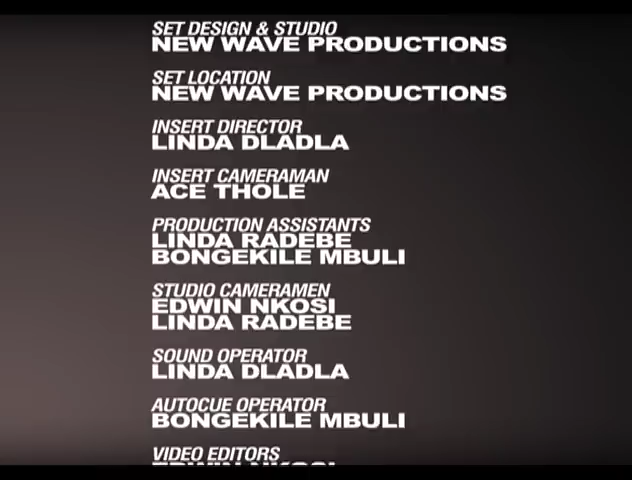 SET DESIGN & STUDIO
NEW WAVE PRODUCTIONS
SET LOCATION
NEW WAVE PRODUCTIONS
INSERT DIRECTOR
LINDA DLADLA
INSERT CAMERAMAN
ACE THOLE
PRODUCTION ASSISTANTS
LINDA RADEBE
BONGEKILE MBULI
STUDIO CAMERAMEN
EDWIN NKOSI
LINDA RADEBE
SOUND OPERATOR
LINDA DLADLA
AUTOCUE OPERATOR
BONGEKILE MBULI
VIDEO EDITORS
EDWIN NKOSI